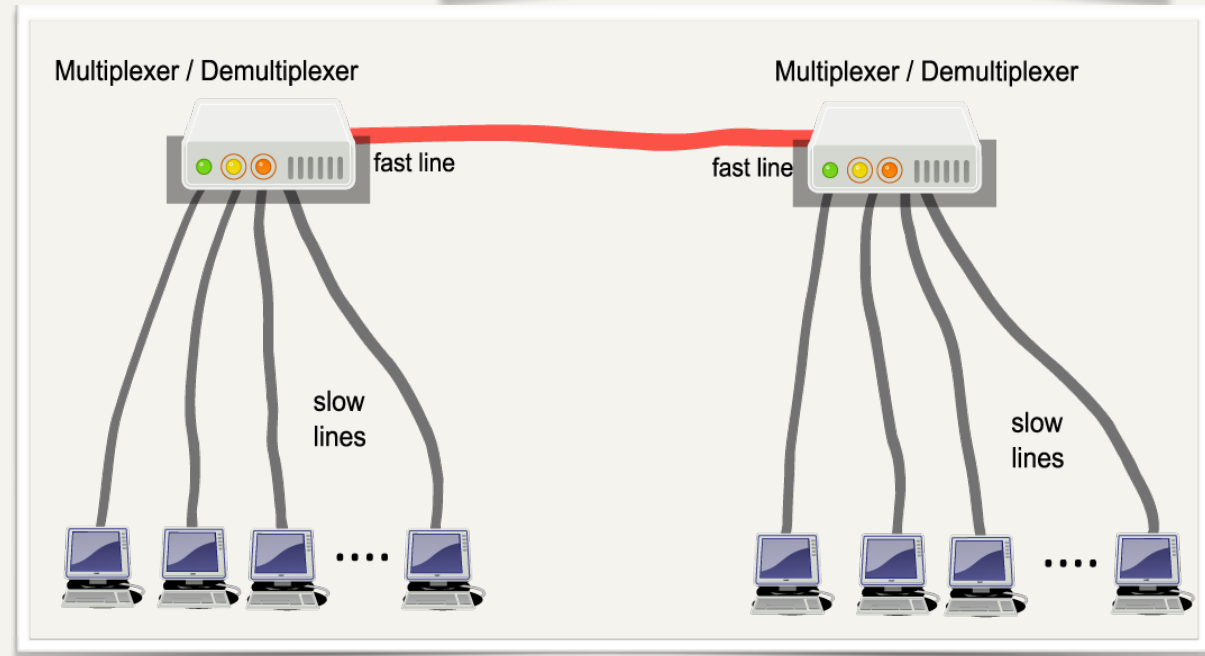 Multiplexer / Demultiplexer
Multiplexer / Demultiplexer
fast line
fast line
slow
lines
slow
lines
....
....